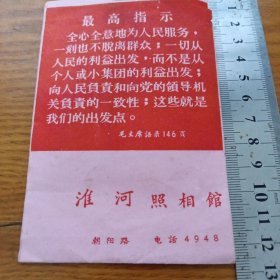 最高指示
全心全意地为人民服务，
一刻也不脱离群众；一切从
人民的利益出发，而不是从
个人或小集团的利益出发；
向人民負責和向党的領导机
关負責的一致性；这些就是
我们的出发点。
毛主席語录146页
淮河照相館
朝阳路 电話4948